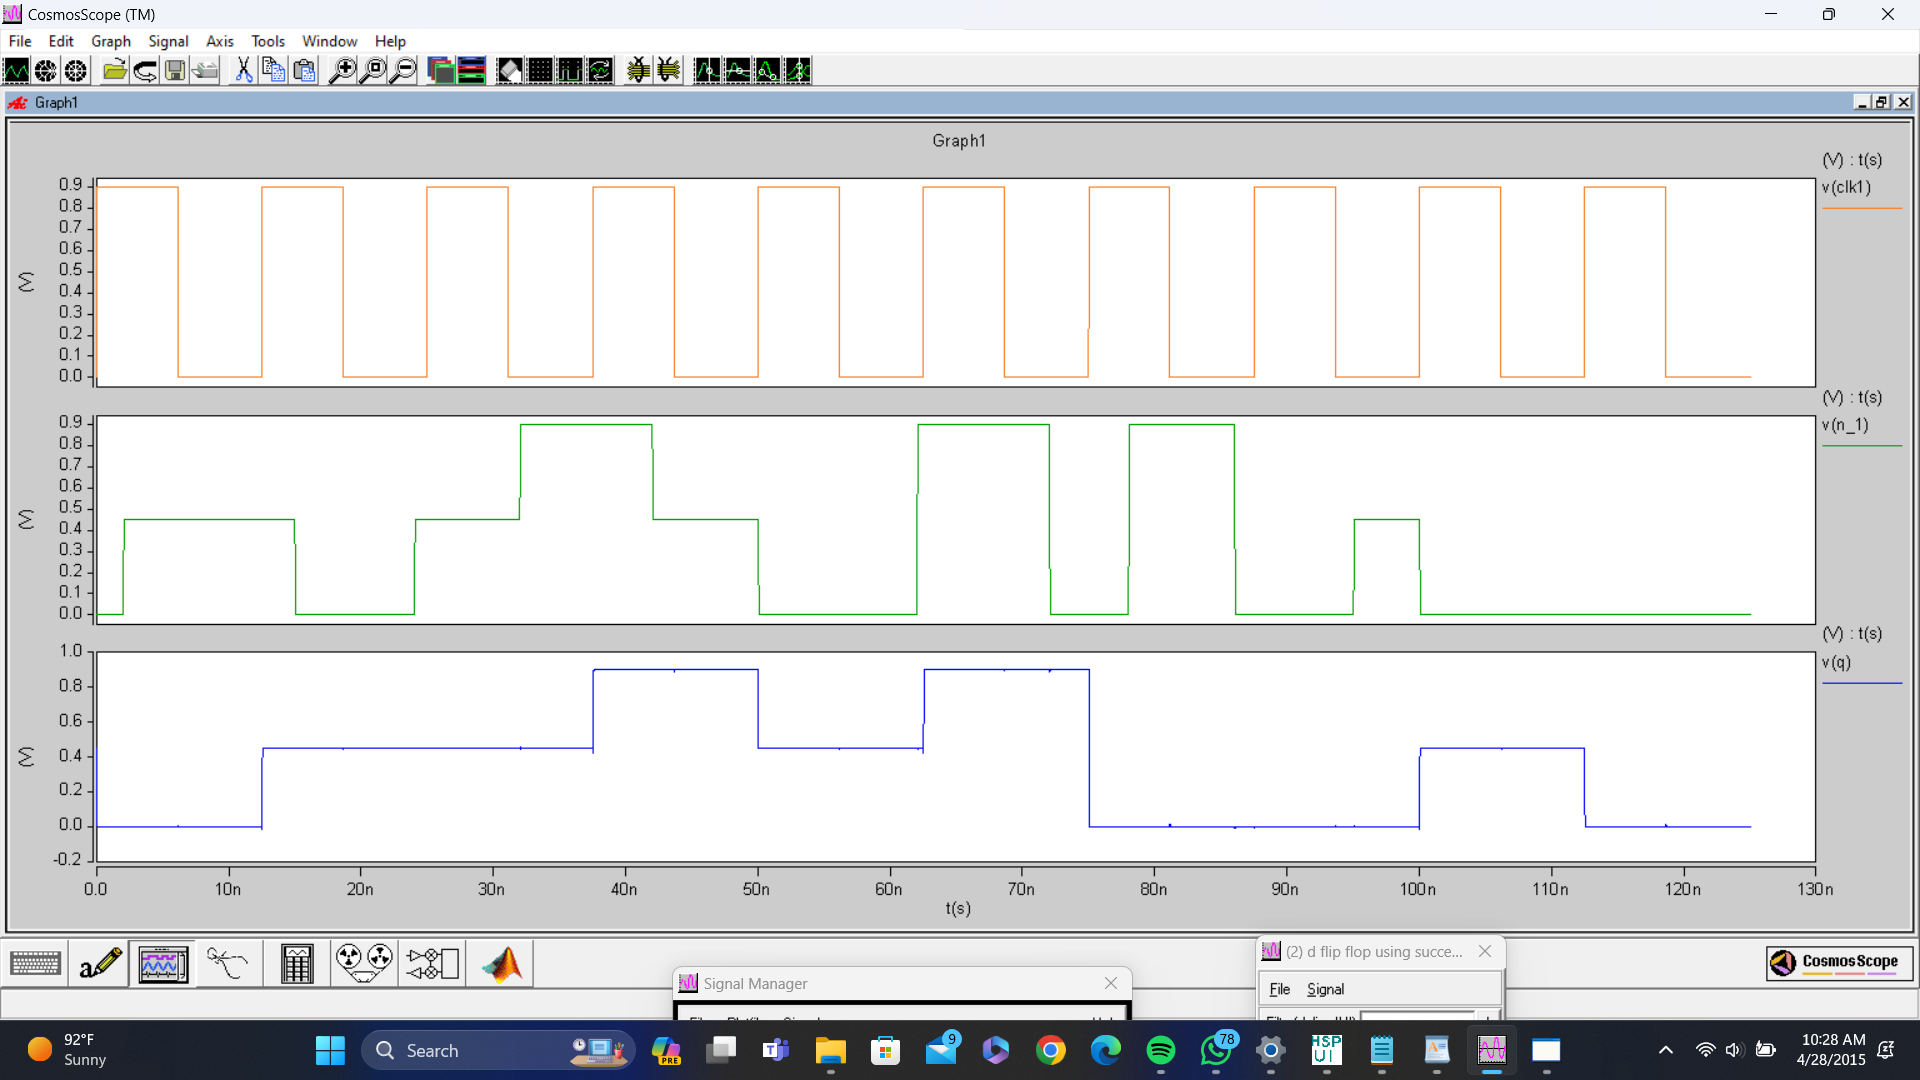 CosmosScope (TM)
File Edit Graph Signal Axis Tools Window Help
Graph1
Graph1
(V) : t(s)
v(clk1)
0.9
0.8
0.7
0.6
0.5
0.4
0.3
0.2
0.1
0.0
(V)
(V) : t(s)
v(n_1)
0.9
0.8
0.7
0.6
0.5
0.4
0.3
0.2
0.1
0.0
(V)
(V) : t(s)
v(q)
1.0
0.8
0.6
0.4
0.2
0.0
-0.2
(V)
0.0 10n 20n 30n 40n 50n 60n 70n 80n 90n 100n 110n 120n 130n
t(s)
CosmosScope
(2) d flip flop using succe...
File Signal
Signal Manager
92°F
Sunny
Search
PRE
9
78
HSP
UI
10:28 AM
4/28/2015